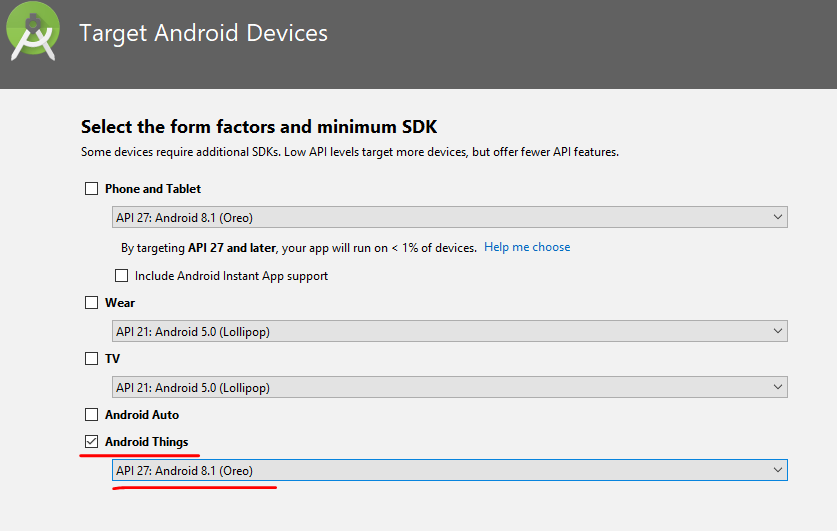 Target Android Devices
Select the form factors and minimum SDK
Some devices require additional SDKs. Low API levels target more devices, but offer fewer API features.
Phone and Tablet
API 27: Android 8.1 (Oreo)
By targeting API 27 and later, your app will run on < 1% of devices. Help me choose
Include Android Instant App support
Wear
API 21: Android 5.0 (Lollipop)
TV
API 21: Android 5.0 (Lollipop)
Android Auto
Android Things
API 27: Android 8.1 (Oreo)